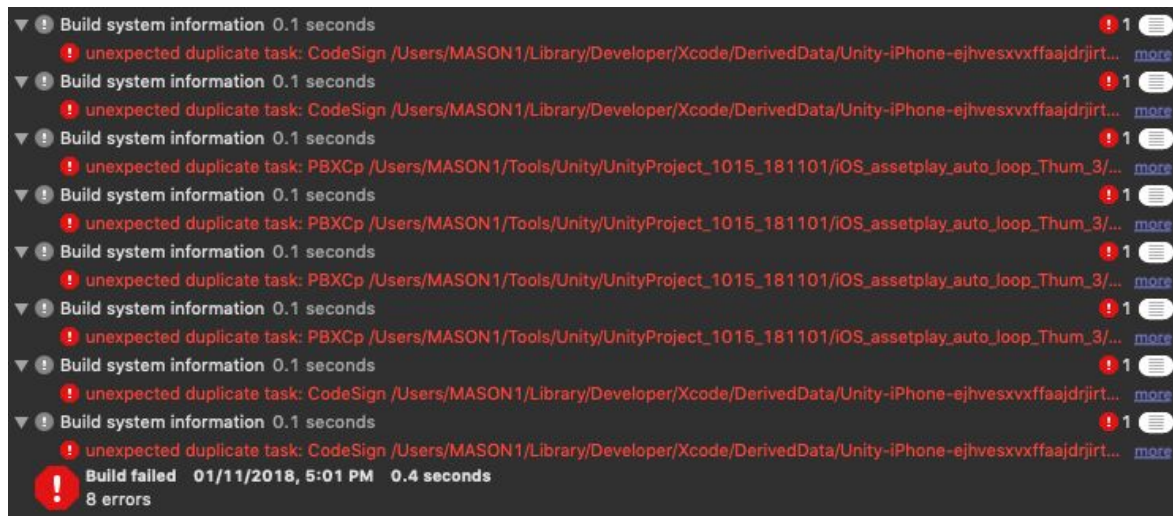 Build system information 0.1 seconds 1
unexpected duplicate task: CodeSign /Users/MASON1/Library/Developer/Xcode/DerivedData/Unity-iPhone-ejhvesxvxffaajdrjirt... more
Build system information 0.1 seconds 1
unexpected duplicate task: CodeSign /Users/MASON1/Library/Developer/Xcode/DerivedData/Unity-iPhone-ejhvesxvxffaajdrjirt... more
Build system information 0.1 seconds 1
unexpected duplicate task: PBXCp /Users/MASON1/Tools/Unity/UnityProject_1015_181101/iOS_assetplay_auto_loop_Thum_3/... more
Build system information 0.1 seconds 1
unexpected duplicate task: PBXCp /Users/MASON1/Tools/Unity/UnityProject_1015_181101/iOS_assetplay_auto_loop_Thum_3/... more
Build system information 0.1 seconds 1
unexpected duplicate task: PBXCp /Users/MASON1/Tools/Unity/UnityProject_1015_181101/iOS_assetplay_auto_loop_Thum_3/... more
Build system information 0.1 seconds 1
unexpected duplicate task: PBXCp /Users/MASON1/Tools/Unity/UnityProject_1015_181101/iOS_assetplay_auto_loop_Thum_3/... more
Build system information 0.1 seconds 1
unexpected duplicate task: CodeSign /Users/MASON1/Library/Developer/Xcode/DerivedData/Unity-iPhone-ejhvesxvxffaajdrjirt... more
Build system information 0.1 seconds 1
unexpected duplicate task: CodeSign /Users/MASON1/Library/Developer/Xcode/DerivedData/Unity-iPhone-ejhvesxvxffaajdrjirt... more
Build failed 01/11/2018, 5:01 PM 0.4 seconds
8 errors